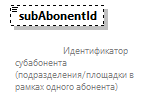 subAbonentId
Идентификатор
субабонента
(подразделения/площадки в
рамках одного абонента)